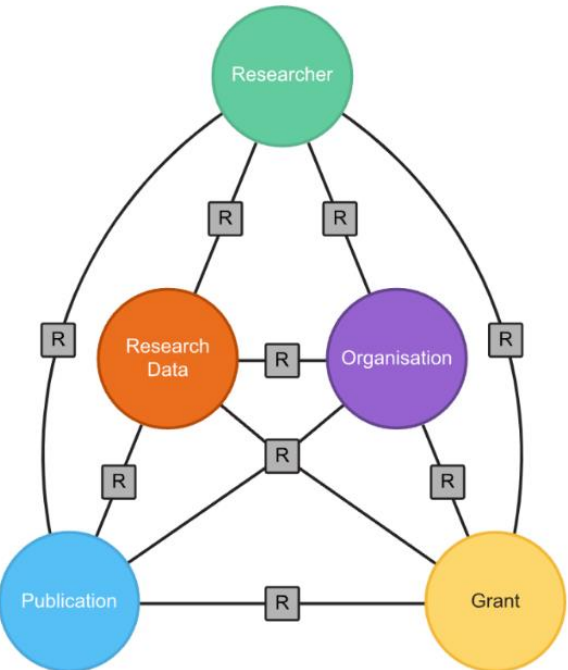 Researcher
R
R
R
R
Research
Data
R
Organisation
R
R
R
Publication
R
Grant